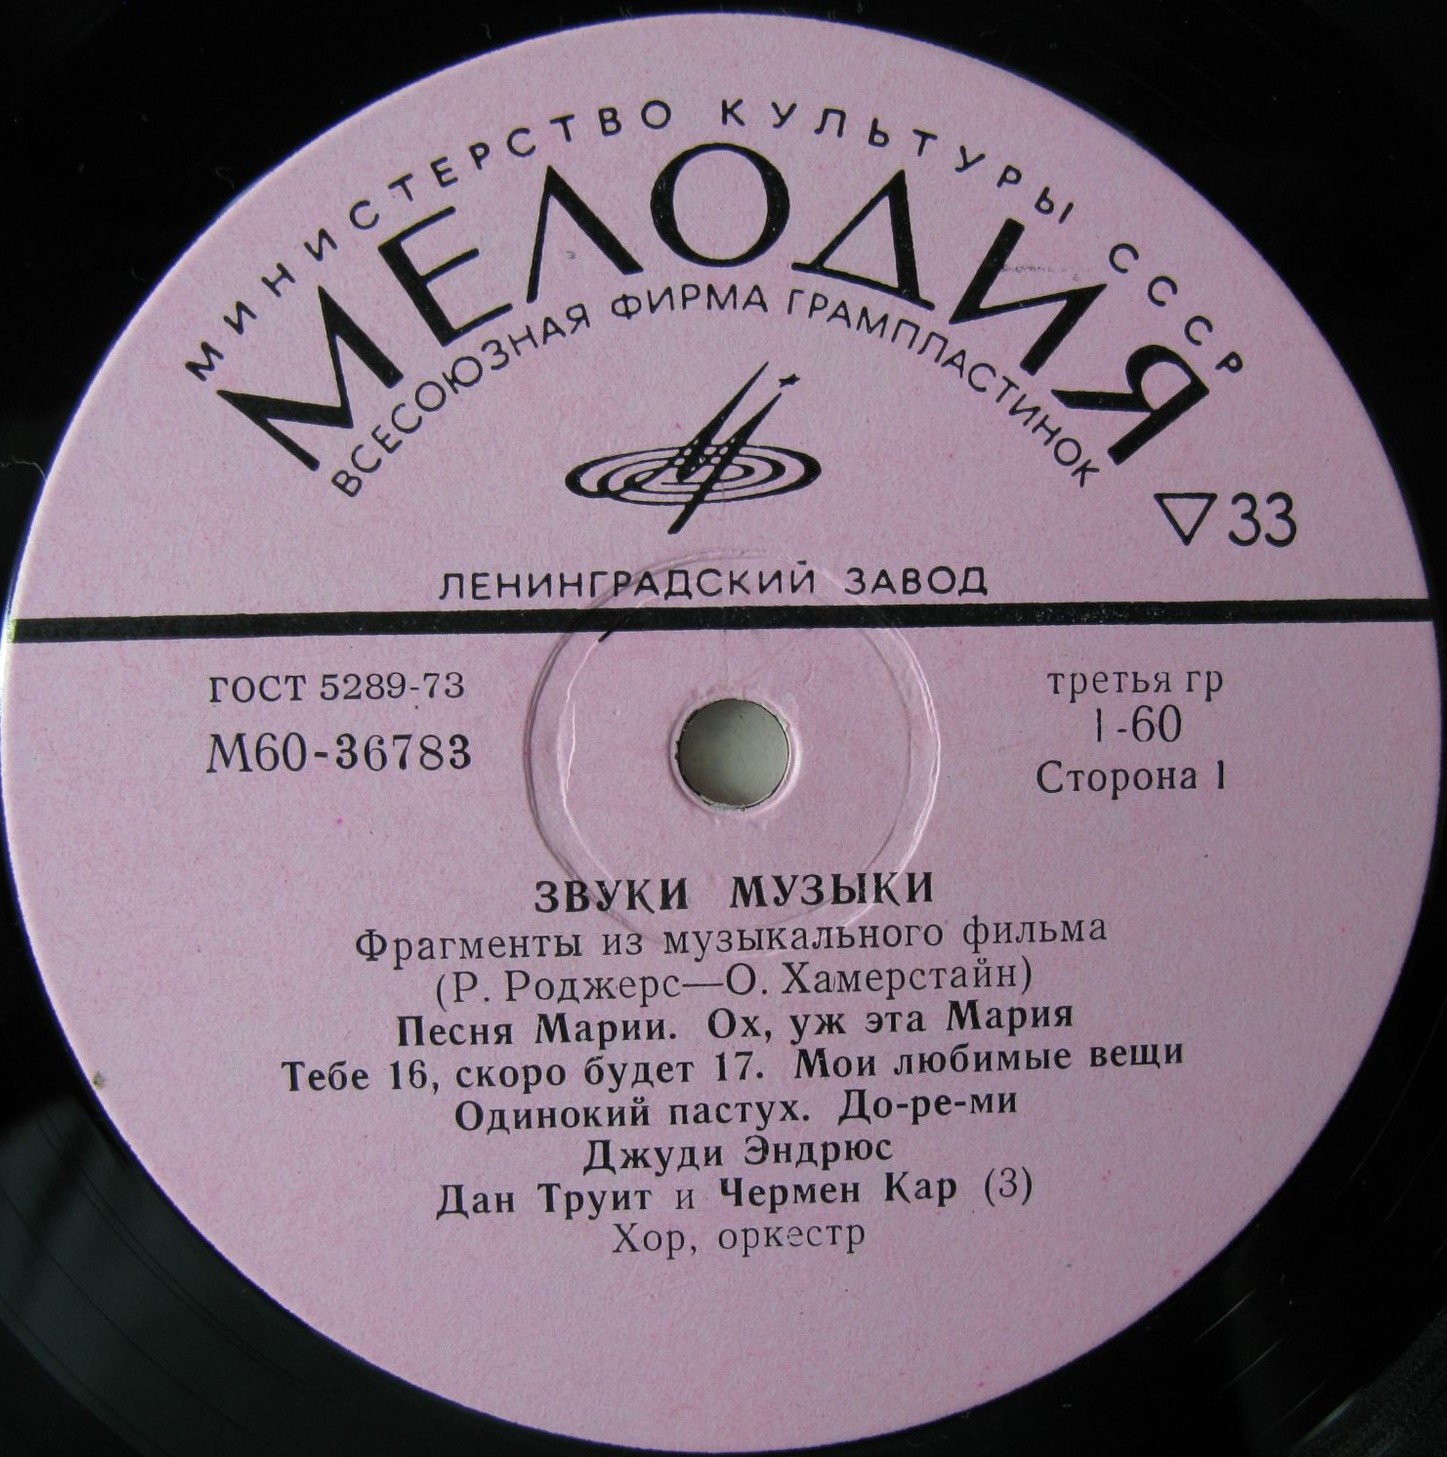 МИНИСТЕРСТВО КУЛЬТУРЫ СССР
МЕЛОДИЯ
ВСЕСОЮЗНАЯ ФИРМА ГРАМПЛАСТИНОК
▽33
ЛЕНИНГРАДСКИЙ ЗАВОД
ГОСТ 5289-73
М60-36783
третья гр
1-60
Сторона 1
ЗВУКИ МУЗЫКИ
Фрагменты из музыкального фильма
(Р. Роджерс—О. Хамерстайн)
Песня Марии. Ох, уж эта Мария
Тебе 16, скоро будет 17. Мои любимые вещи
Одинокий пастух. До-ре-ми
Джуди Эндрюс
Дан Труит и Чермен Кар (3)
Хор, оркестр